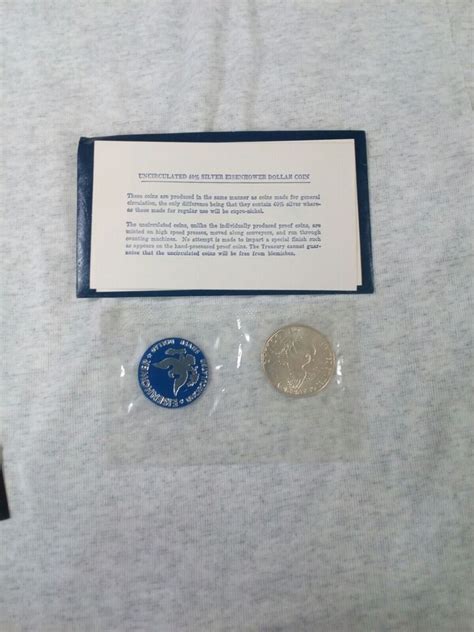 UNCIRCULATED 40% SILVER EISENHOWER DOLLAR COIN
These coins are produced in the same manner as coins made for general
circulation, the only difference being that they contain 40% silver where-
as those made for regular use will be cupro-nickel.
The uncirculated coins, unlike the individually produced proof coins, are
minted on high speed presses, moved along conveyors, and run through
counting machines. No attempt is made to impart a special finish such
as appears on the hand-processed proof coins. The Treasury cannot guar-
antee that the uncirculated coins will be free from blemishes.
EISENHOWER
SILVER DOLLAR